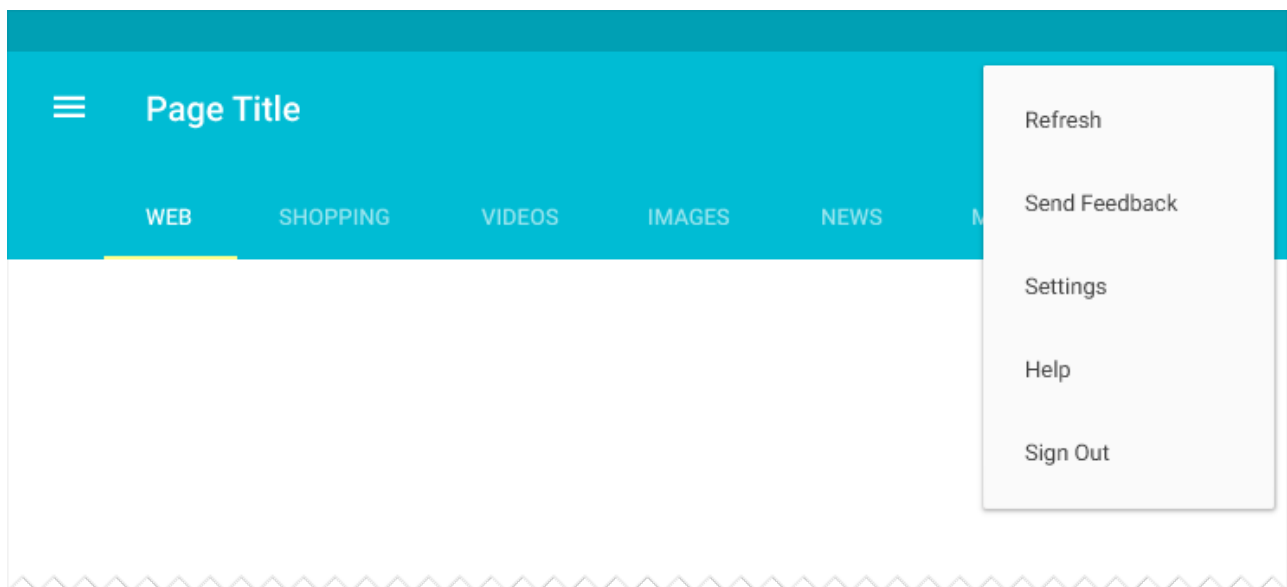 Page Title
WEB SHOPPING VIDEOS IMAGES NEWS
Refresh
Send Feedback
Settings
Help
Sign Out